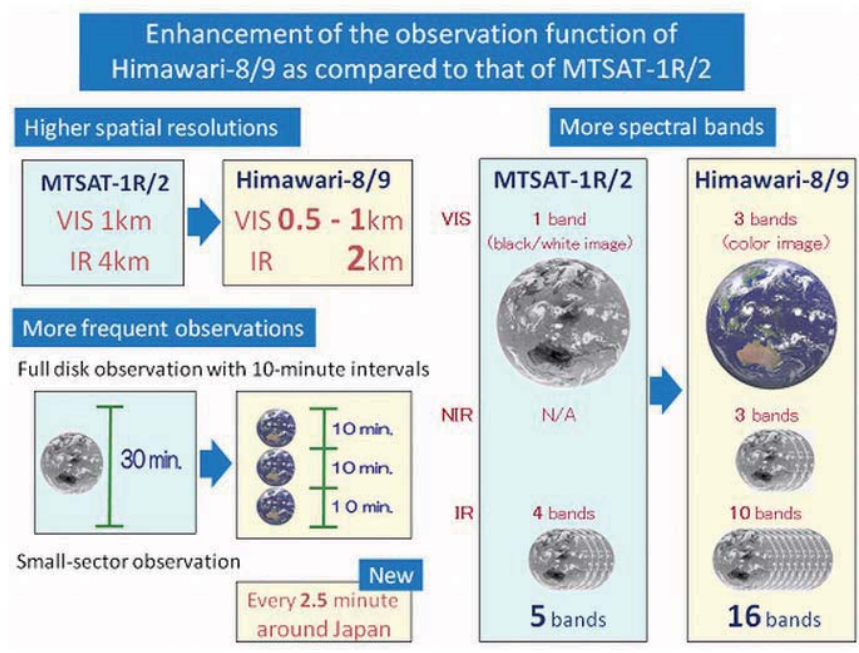 Enhancement of the observation function of
Himawari-8/9 as compared to that of MTSAT-1R/2
Higher spatial resolutions
MTSAT-1R/2
VIS 1km
IR 4km
Himawari-8/9
VIS 0.5 - 1km
IR 2km
More frequent observations
Full disk observation with 10-minute intervals
30 min.
10 min.
10 min.
10 min.
Small-sector observation
New
Every 2.5 minute
around Japan
More spectral bands
MTSAT-1R/2
Himawari-8/9
VIS
1 band
(black/white image)
3 bands
(color image)
NIR
N/A
3 bands
IR
4 bands
10 bands
5 bands
16 bands